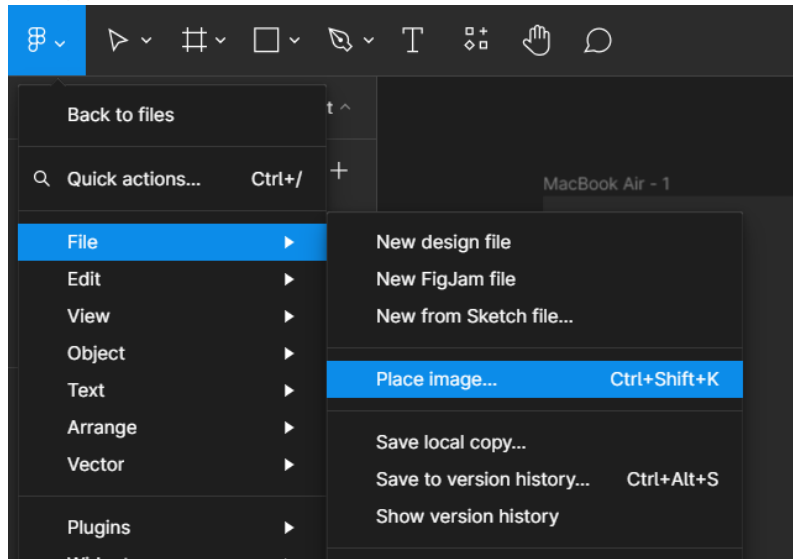 t
Back to files
Quick actions... Ctrl+/
MacBook Air - 1
File
Edit
View
Object
Text
Arrange
Vector
Plugins
New design file
New FigJam file
New from Sketch file...
Place image... Ctrl+Shift+K
Save local copy...
Save to version history... Ctrl+Alt+S
Show version history